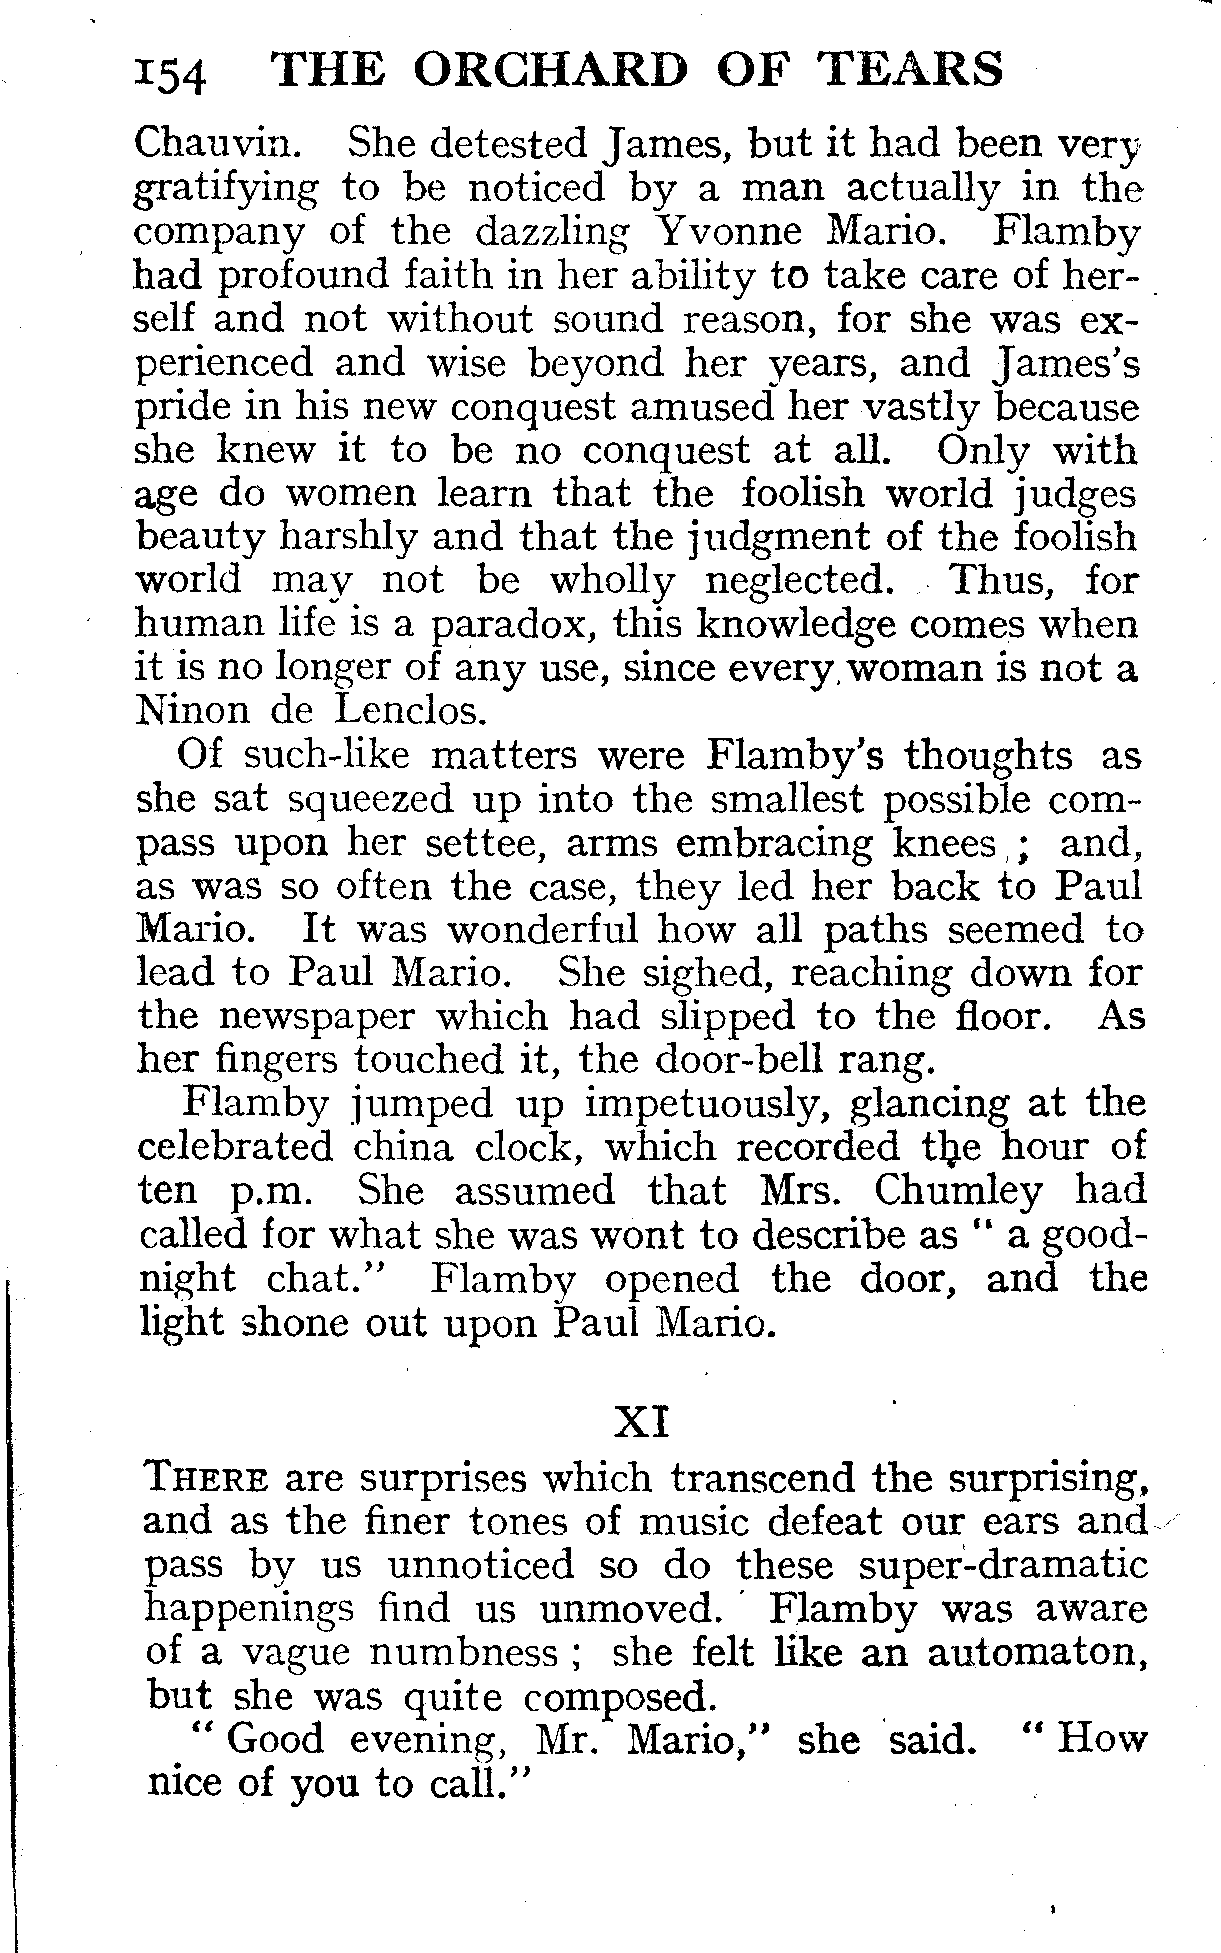 154 THE ORCHARD OF TEARS
Chauvin. She detested James, but it had been very
gratifying to be noticed by a man actually in the
company of the dazzling Yvonne Mario. Flamby
had profound faith in her ability to take care of her-
self and not without sound reason, for she was ex-
perienced and wise beyond her years, and James's
pride in his new conquest amused her vastly because
she knew it to be no conquest at all. Only with
age do women learn that the foolish world judges
beauty harshly and that the judgment of the foolish
world may not be wholly neglected. Thus, for
human life is a paradox, this knowledge comes when
it is no longer of any use, since every woman is not a
Ninon de Lenclos.
Of such-like matters were Flamby's thoughts as
she sat squeezed up into the smallest possible com-
pass upon her settee, arms embracing knees ; and,
as was so often the case, they led her back to Paul
Mario. It was wonderful how all paths seemed to
lead to Paul Mario. She sighed, reaching down for
the newspaper which had slipped to the floor. As
her fingers touched it, the door-bell rang.
Flamby jumped up impetuously, glancing at the
celebrated china clock, which recorded the hour of
ten p.m. She assumed that Mrs. Chumley had
called for what she was wont to describe as " a good-
night chat." Flamby opened the door, and the
light shone out upon Paul Mario.
XI
THERE are surprises which transcend the surprising,
and as the finer tones of music defeat our ears and
pass by us unnoticed so do these super-dramatic
happenings find us unmoved. Flamby was aware
of a vague numbness ; she felt like an automaton,
but she was quite composed.
" Good evening, Mr. Mario," she said. " How
nice of you to call."